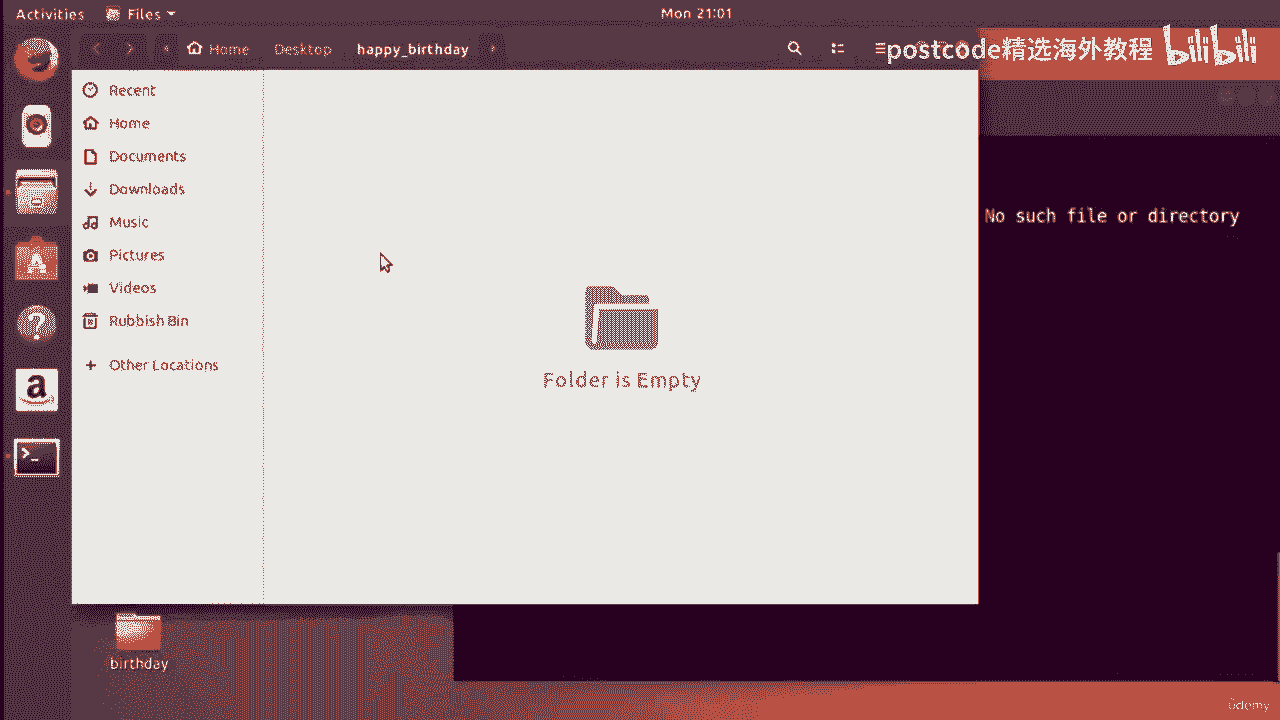 Activities Files Mon 21:01
Home Desktop happy_birthday
postcode精选海外教程 bilibili
Recent
Home
Documents
Downloads
Music
Pictures
Videos
Rubbish Bin
Other Locations
Folder is Empty
No such file or directory
birthday
ûdemy